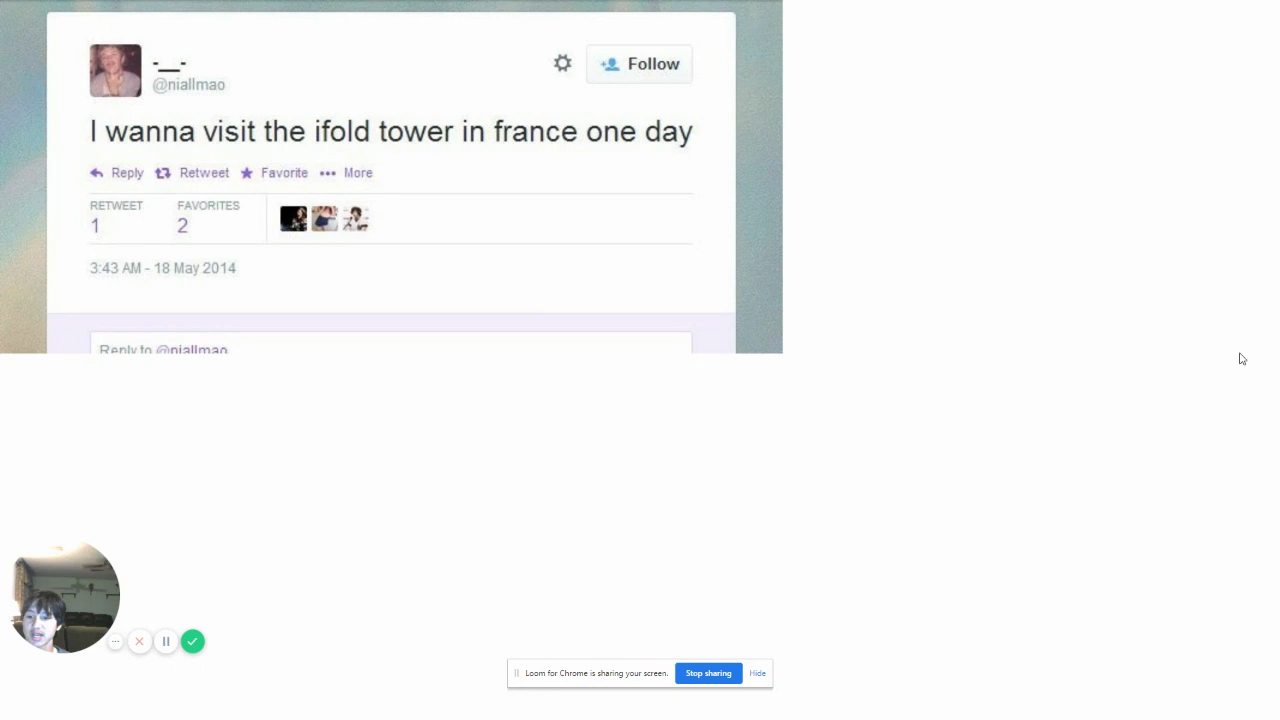 -__-
@niallmao
Follow
I wanna visit the ifold tower in france one day
Reply Retweet Favorite ••• More
RETWEET FAVORITES
1 2
3:43 AM - 18 May 2014
Reply to @niallmao
Loom for Chrome is sharing your screen. Stop sharing Hide